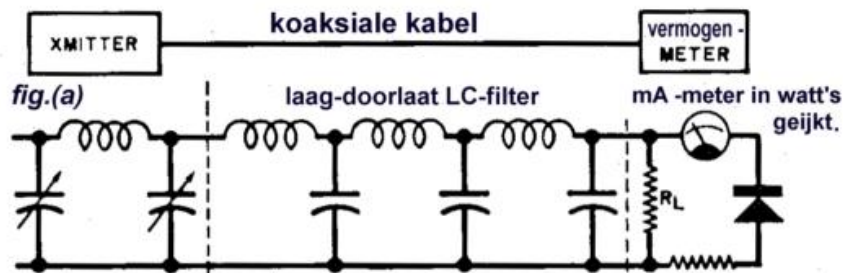 koaksiale kabel
XMITTER
vermogen -
METER
fig.(a)
laag-doorlaat LC-filter
mA -meter in watt's
geijkt.
RL